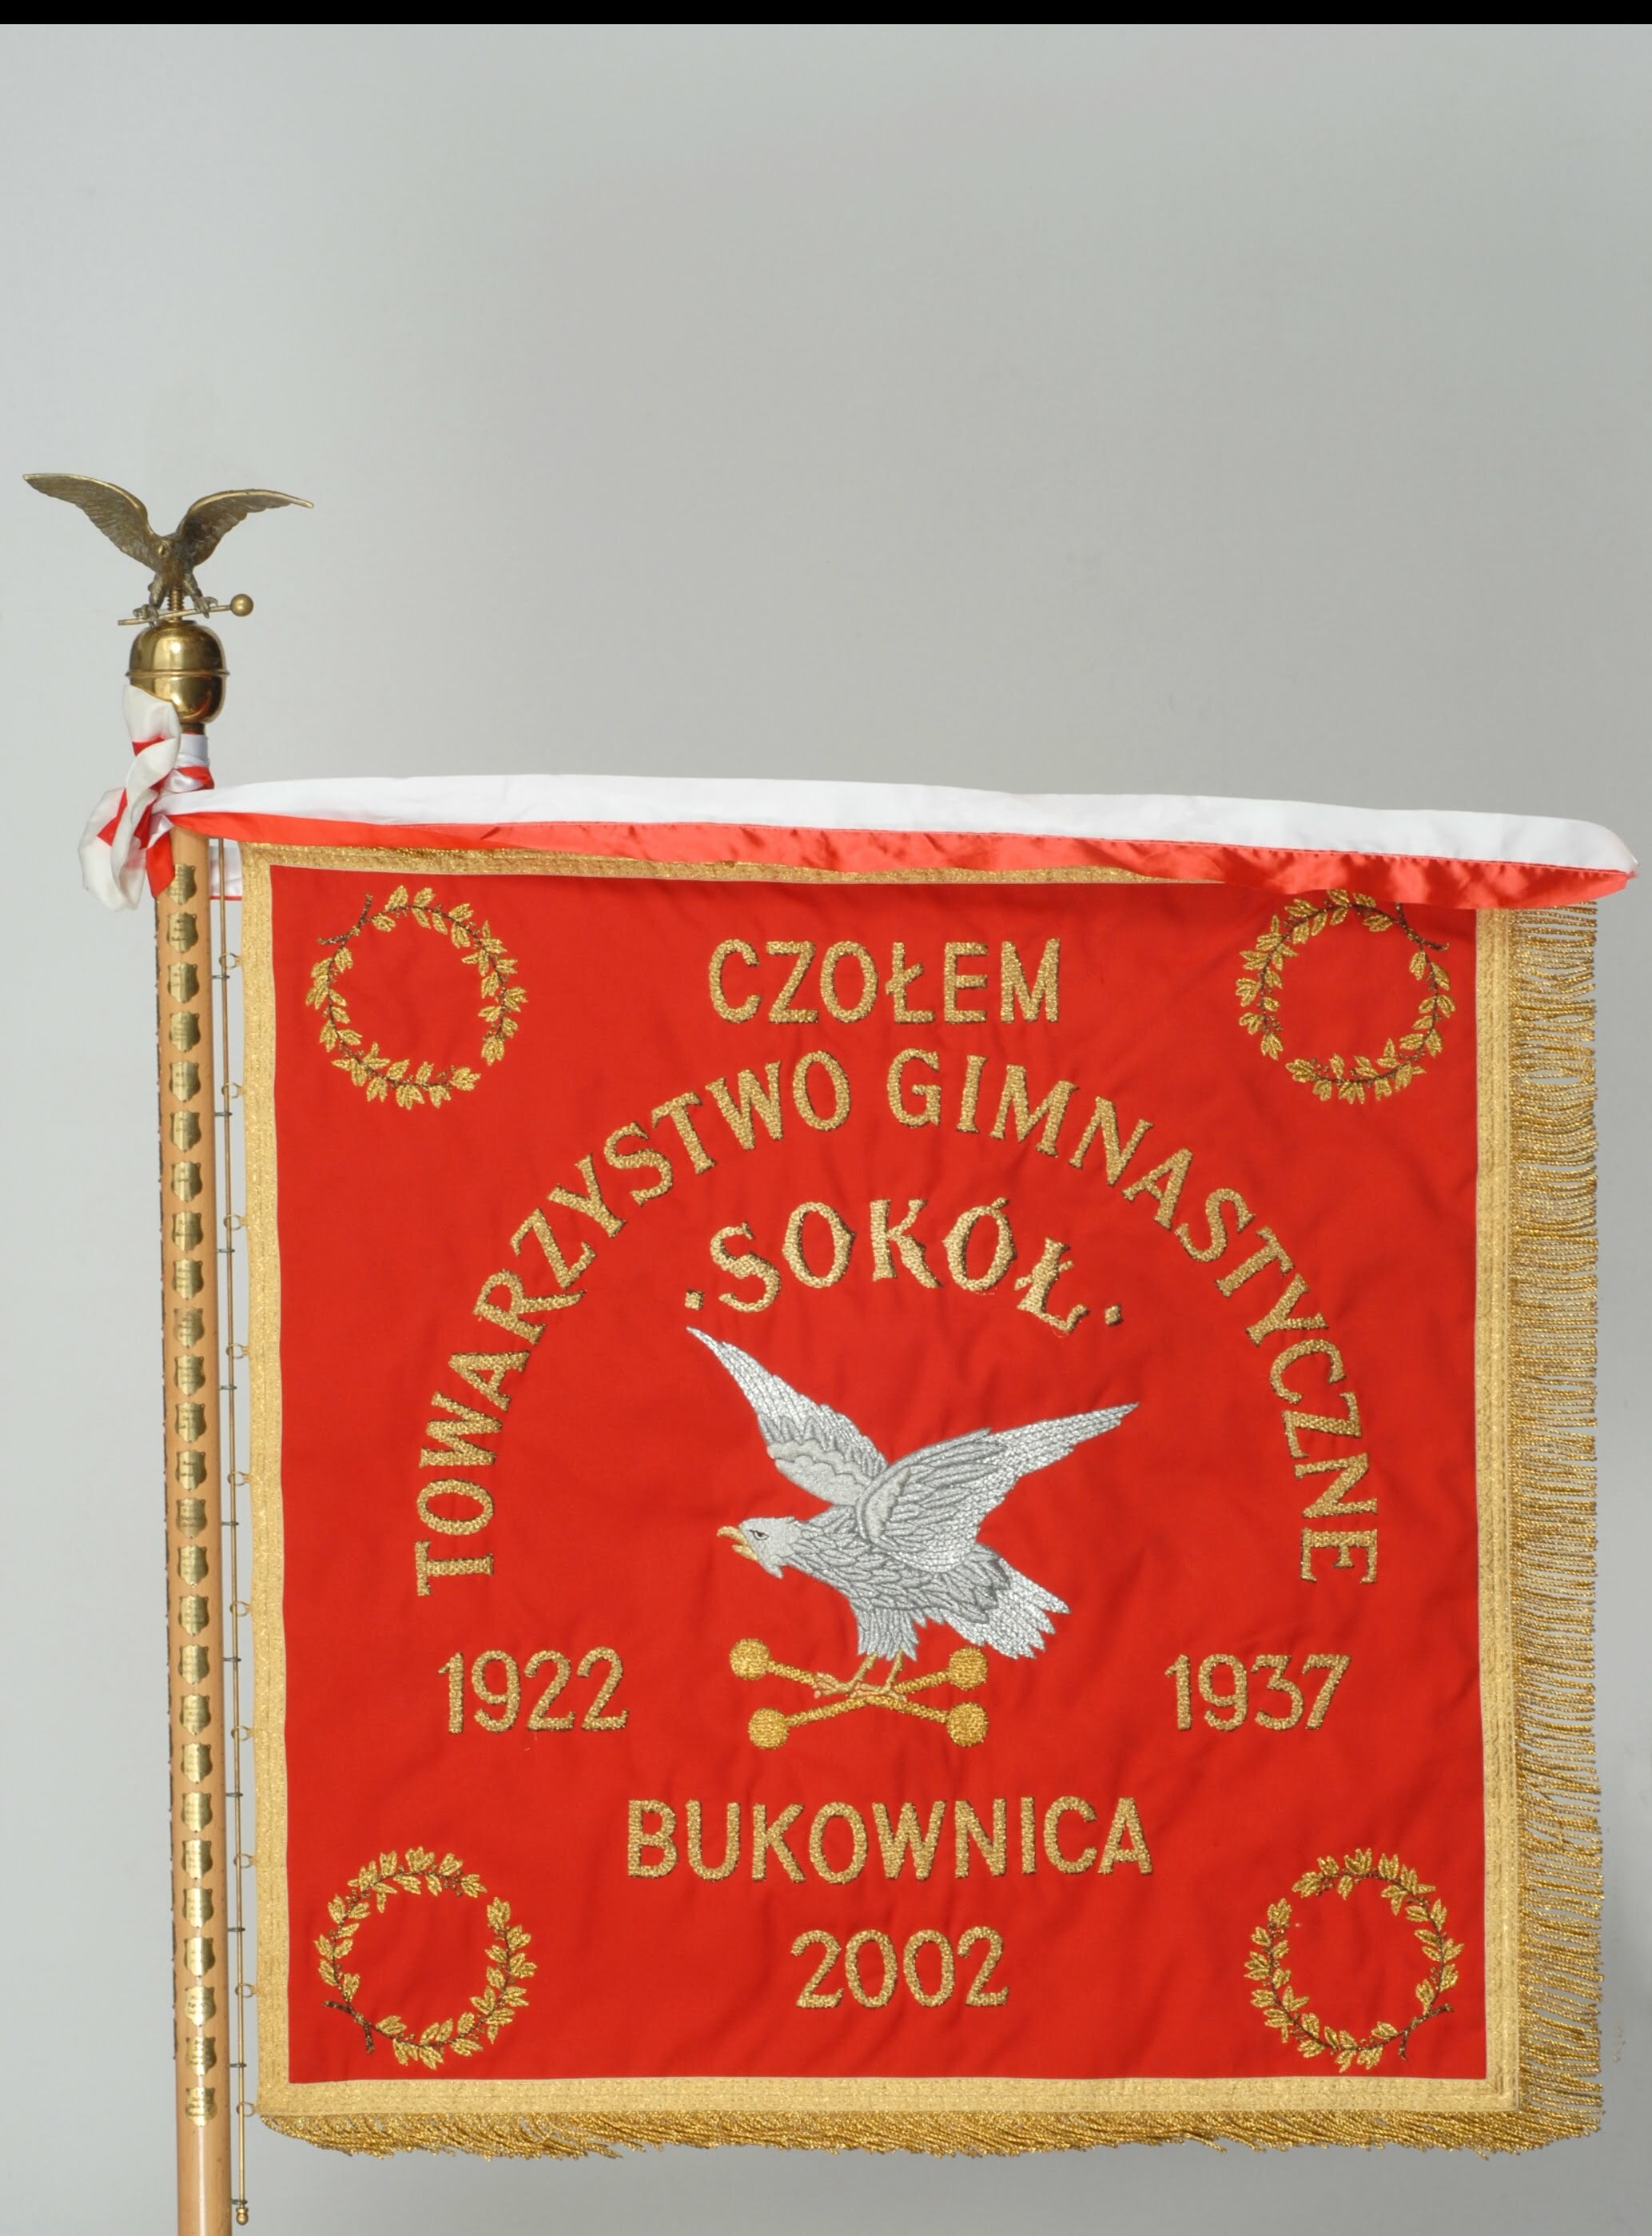 CZOŁEM
TOWARZYSTWO GIMNASTYCZNE
·SOKÓŁ·
1922 1937
BUKOWNICA
2002